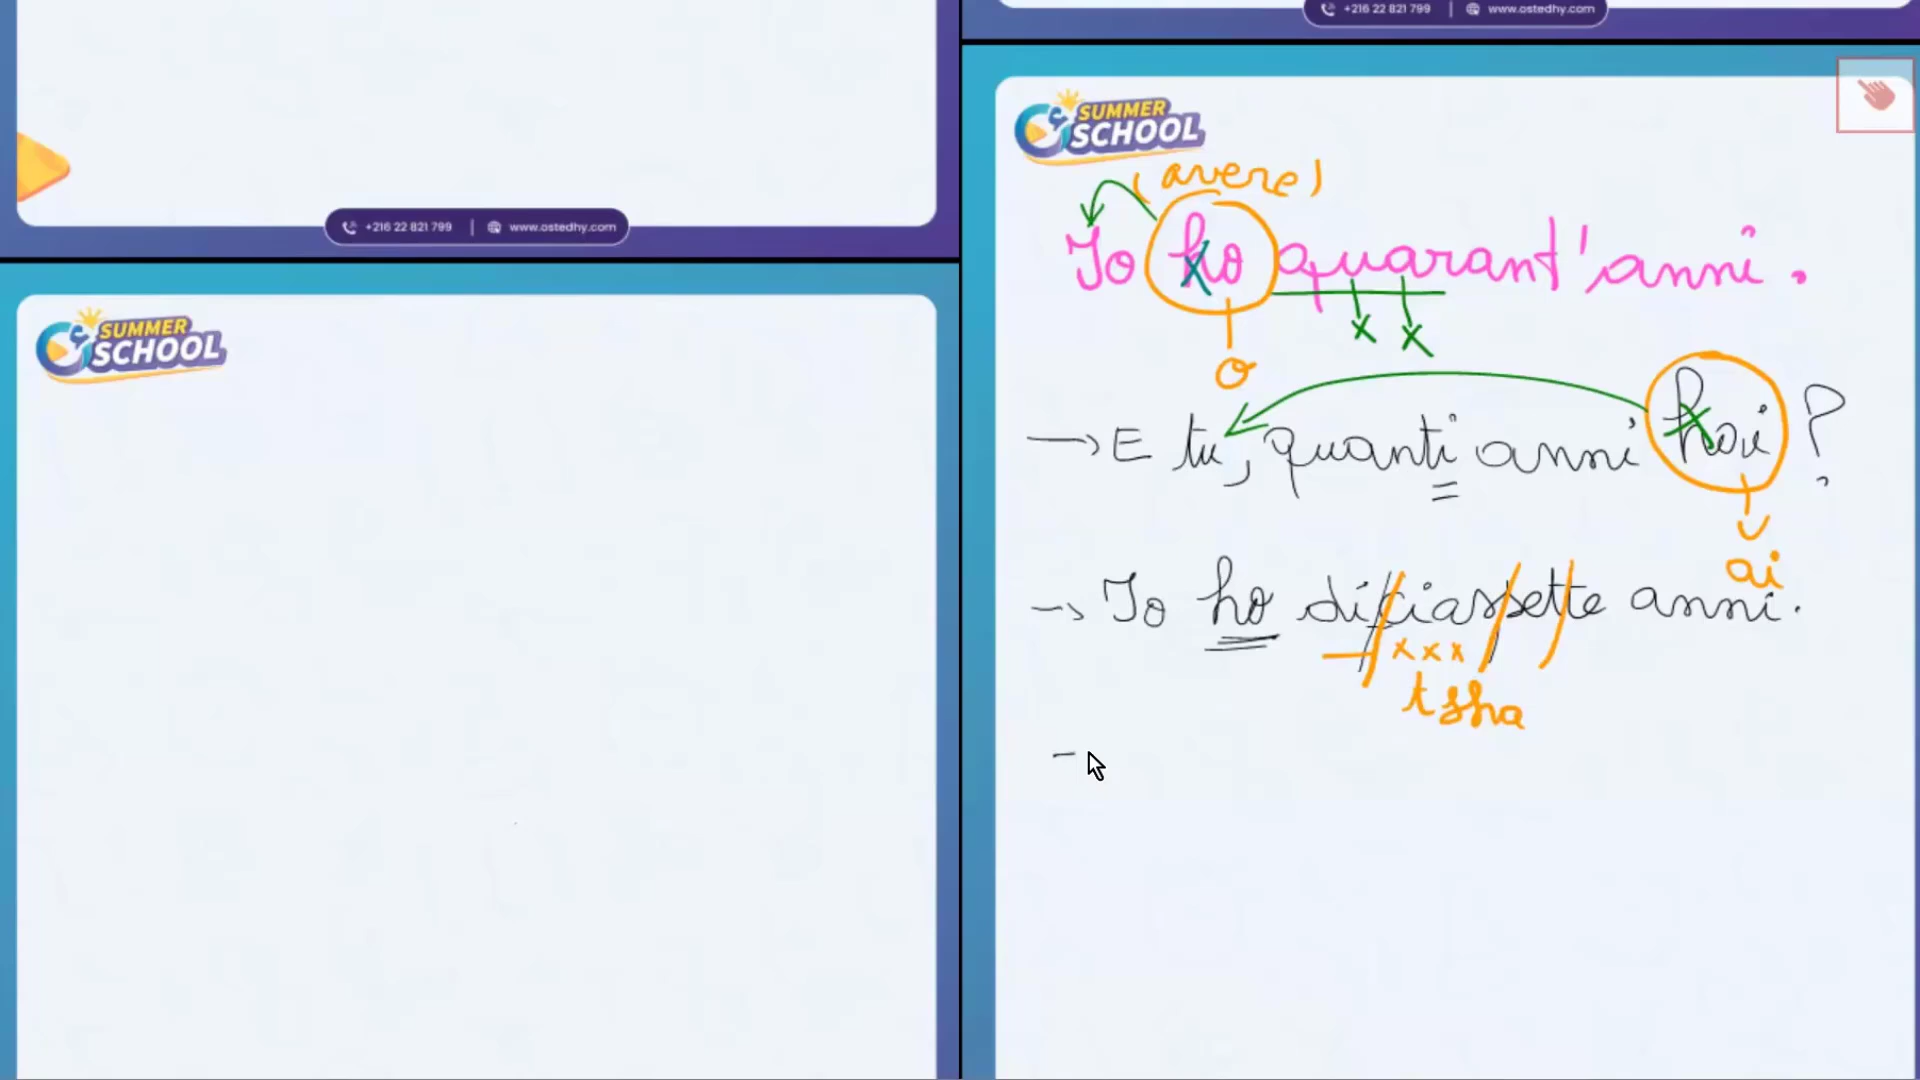 +216 22 821 799 | www.ostedhy.com
SUMMER
SCHOOL
+216 22 821 799 | www.ostedhy.com
SUMMER
SCHOOL
(avere)
Io ho quarant'anni.
x x
o
→ E tu, quanti anni hai ?
ai
→ Io ho diciassette anni.
x x x
tsha
-